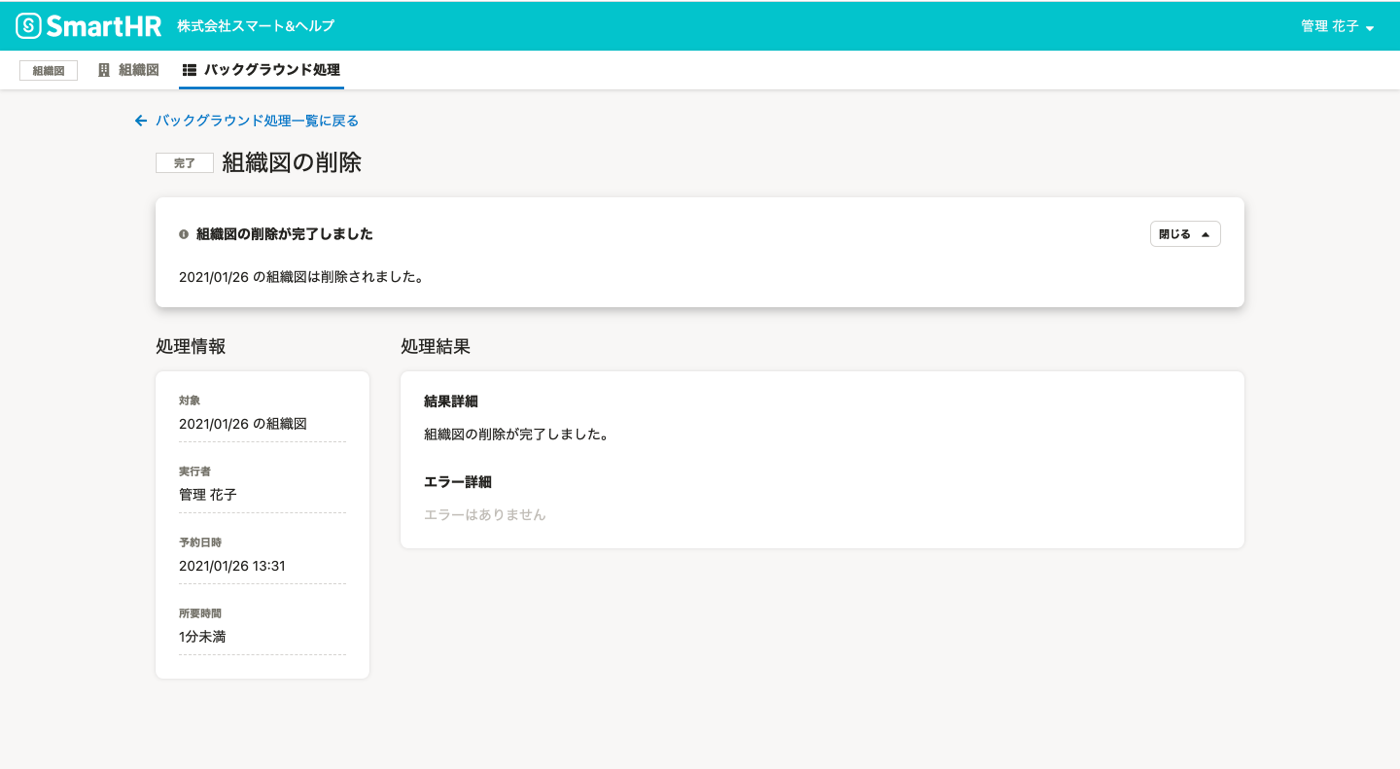 SmartHR 株式会社スマート&ヘルプ 管理 花子
組織図 組織図 バックグラウンド処理
バックグラウンド処理一覧に戻る
完了 組織図の削除
組織図の削除が完了しました 閉じる
2021/01/26 の組織図は削除されました。
処理情報
対象
2021/01/26 の組織図
実行者
管理 花子
予約日時
2021/01/26 13:31
所要時間
1分未満
処理結果
結果詳細
組織図の削除が完了しました。
エラー詳細
エラーはありません